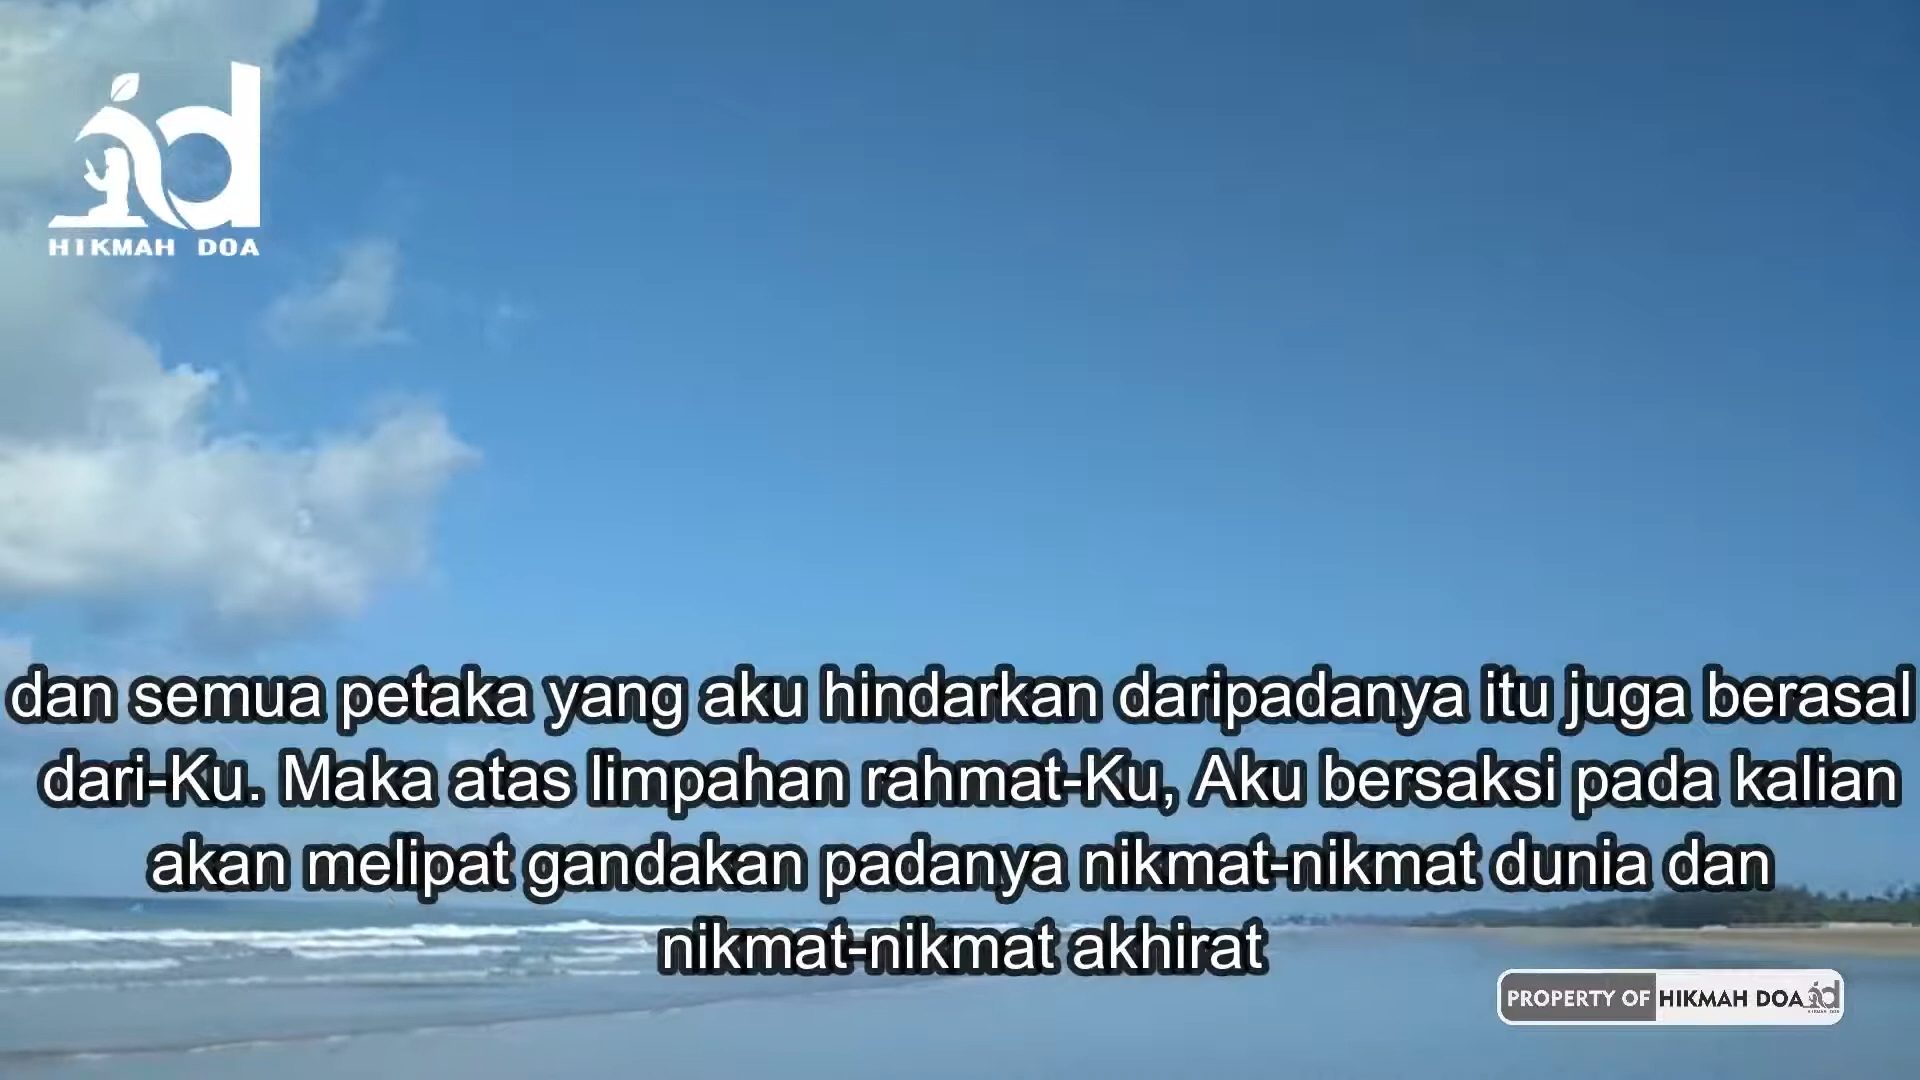 HIKMAH DOA
dan semua petaka yang aku hindarkan daripadanya itu juga berasal
dari-Ku. Maka atas limpahan rahmat-Ku, Aku bersaksi pada kalian
akan melipat gandakan padanya nikmat-nikmat dunia dan
nikmat-nikmat akhirat
PROPERTY OF HIKMAH DOA